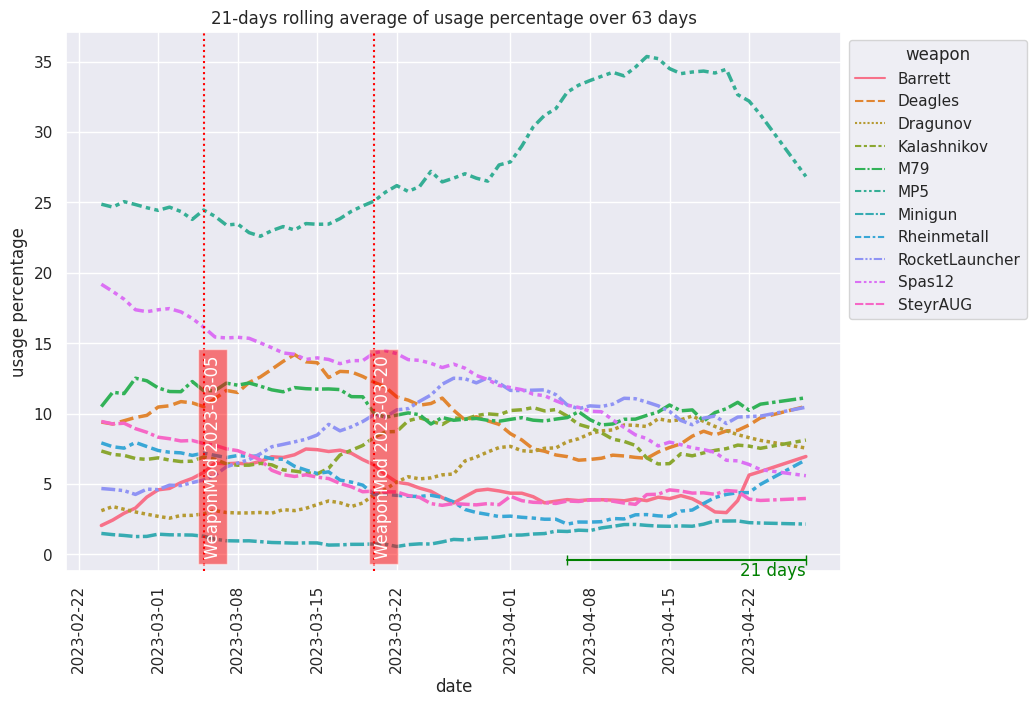 21-days rolling average of usage percentage over 63 days
usage percentage
35
30
25
20
15
10
5
0
WeaponMod 2023-03-05
WeaponMod 2023-03-20
21 days
2023-02-22
2023-03-01
2023-03-08
2023-03-15
2023-03-22
2023-04-01
2023-04-08
2023-04-15
2023-04-22
date
weapon
Barrett
Deagles
Dragunov
Kalashnikov
M79
MP5
Minigun
Rheinmetall
RocketLauncher
Spas12
SteyrAUG